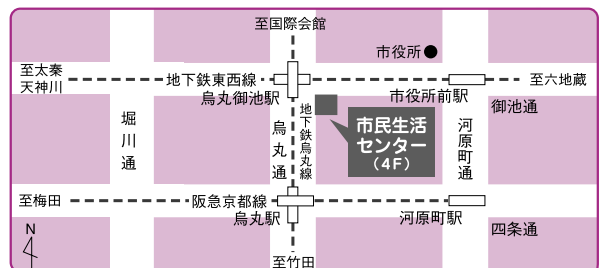 至国際会館
市役所
至太秦
天神川
地下鉄東西線
至六地蔵
烏丸御池駅
市役所前駅
御池通
堀川通
烏丸通
地下鉄烏丸線
市民生活
センター
（4F）
河原町通
至梅田
阪急京都線
烏丸駅
河原町駅
四条通
N
至竹田